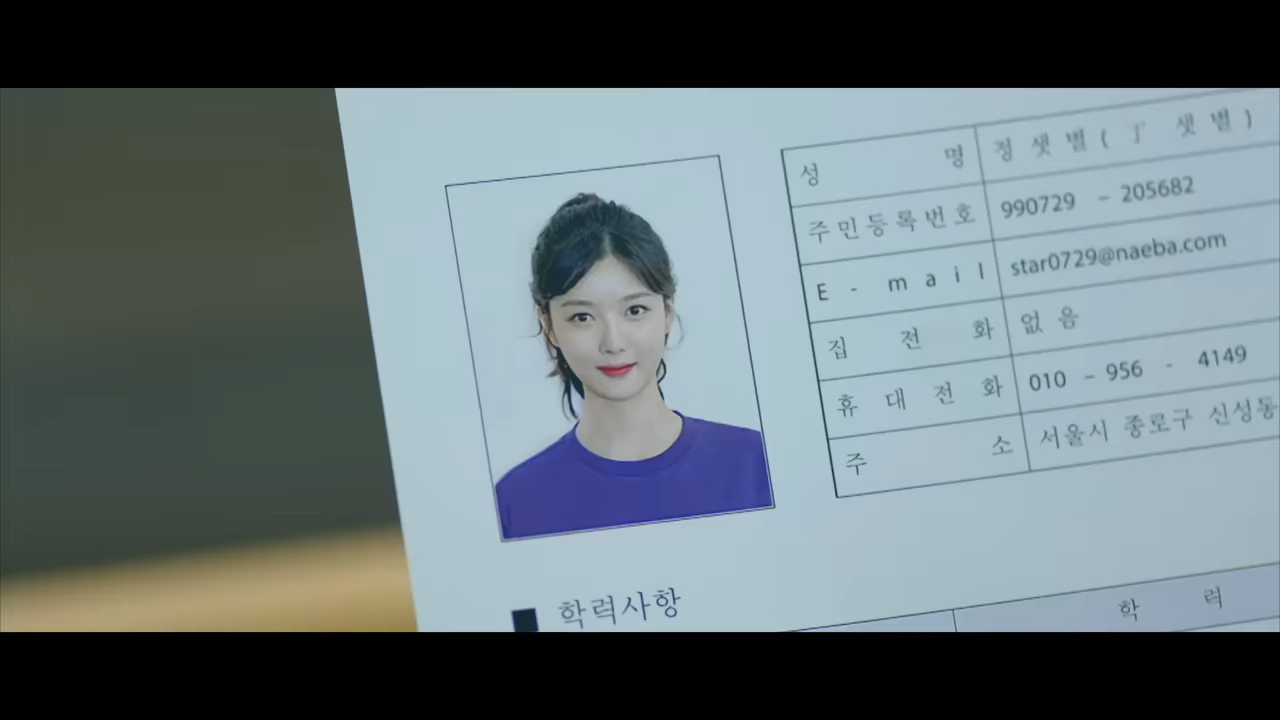 성 명 정 샛 별 ( 丁 샛 별 )
주민등록번호 990729 - 205682
E - mail star0729@naeba.com
집 전 화 없 음
휴 대 전 화 010 - 956 - 4149
주 소 서울시 종로구 신성동
■ 학력사항
학 력